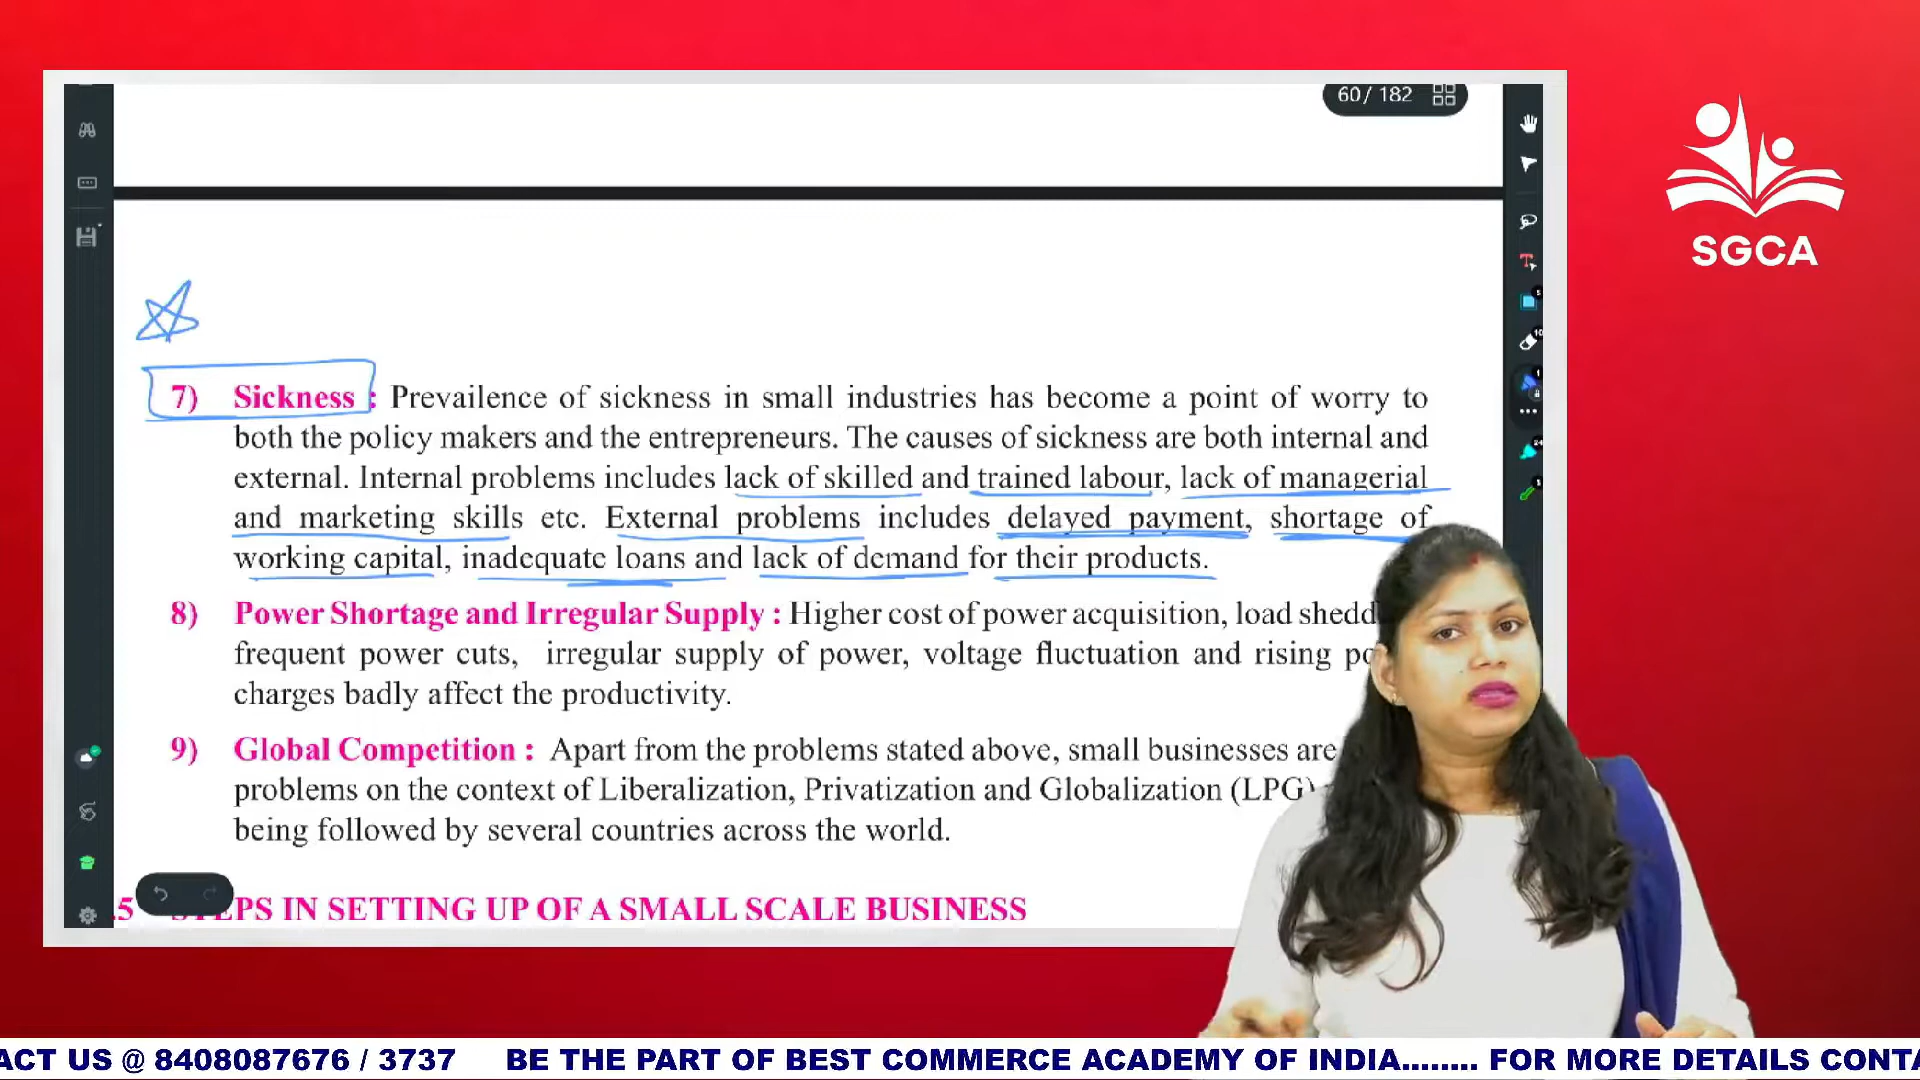 60 / 182
SGCA
7) Sickness : Prevailence of sickness in small industries has become a point of worry to
both the policy makers and the entrepreneurs. The causes of sickness are both internal and
external. Internal problems includes lack of skilled and trained labour, lack of managerial
and marketing skills etc. External problems includes delayed payment, shortage of
working capital, inadequate loans and lack of demand for their products.
8) Power Shortage and Irregular Supply : Higher cost of power acquisition, load shedd
frequent power cuts, irregular supply of power, voltage fluctuation and rising po
charges badly affect the productivity.
9) Global Competition : Apart from the problems stated above, small businesses are
problems on the context of Liberalization, Privatization and Globalization (LPG)
being followed by several countries across the world.
.5 STEPS IN SETTING UP OF A SMALL SCALE BUSINESS
ACT US @ 8408087676 / 3737 BE THE PART OF BEST COMMERCE ACADEMY OF INDIA........ FOR MORE DETAILS CONTA